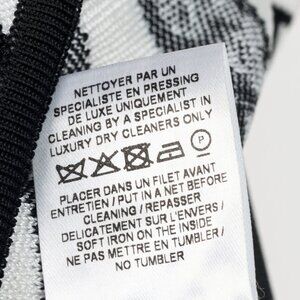 NETTOYER PAR UN
SPECIALISTE EN PRESSING
DE LUXE UNIQUEMENT
CLEANING BY A SPECIALIST IN
LUXURY DRY CLEANERS ONLY
P
PLACER DANS UN FILET AVANT
ENTRETIEN / PUT IN A NET BEFORE
CLEANING / REPASSER
DELICATEMENT SUR L'ENVERS /
SOFT IRON ON THE INSIDE
NE PAS METTRE EN TUMBLER /
NO TUMBLER